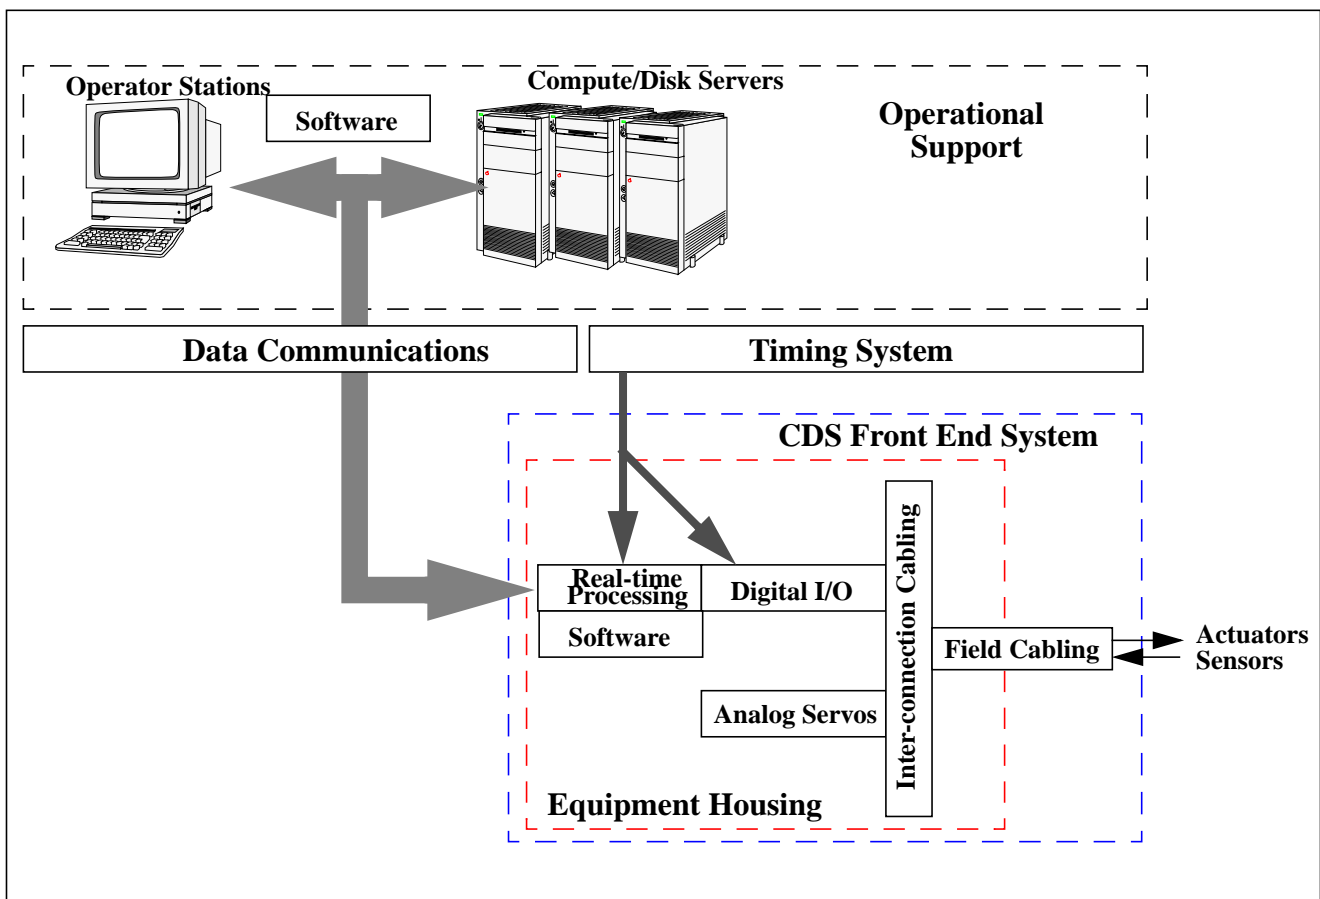 Operator Stations
Software
Compute/Disk Servers
Operational
Support
Data Communications
Timing System
CDS Front End System
Real-time
Processing
Digital I/O
Software
Inter-connection Cabling
Field Cabling
Actuators
Sensors
Analog Servos
Equipment Housing